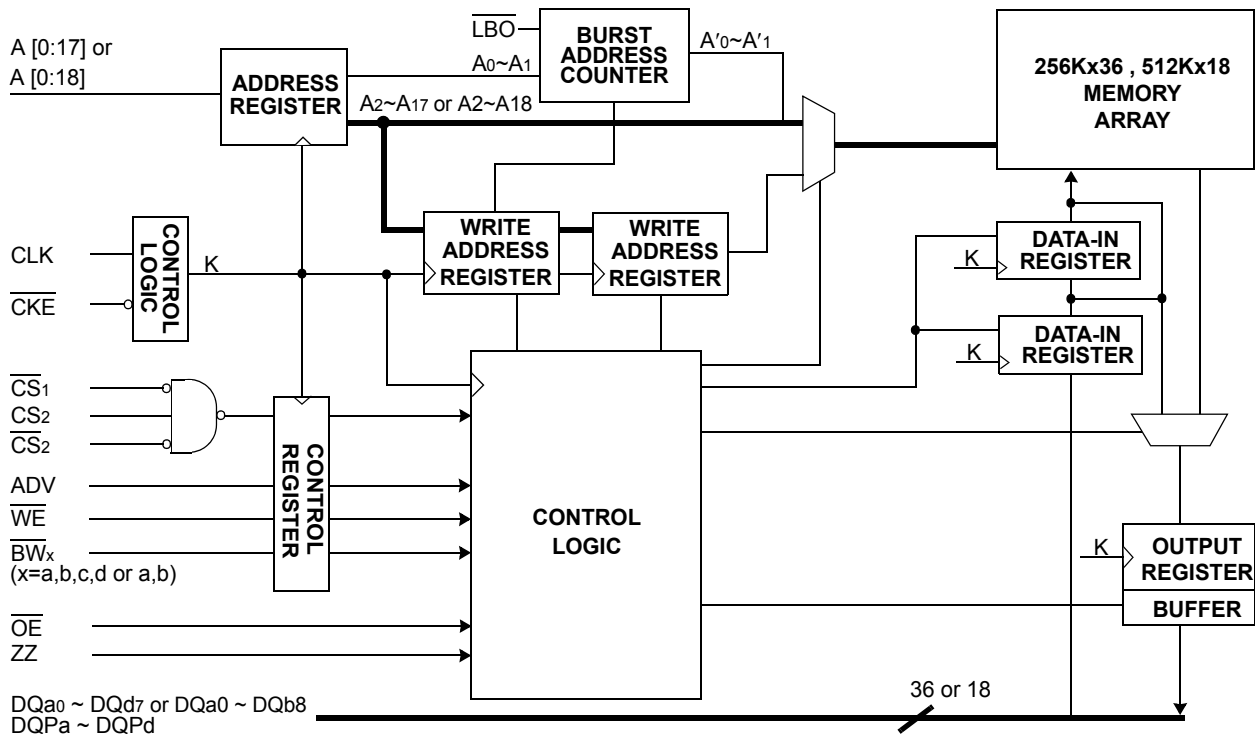 A [0:17] or
A [0:18]
ADDRESS
REGISTER
LBO
A0~A1
BURST
ADDRESS
COUNTER
A′0~A′1
A2~A17 or A2~A18
256Kx36 , 512Kx18
MEMORY
ARRAY
CLK
CKE
CONTROL
LOGIC
K
WRITE
ADDRESS
REGISTER
WRITE
ADDRESS
REGISTER
K
DATA-IN
REGISTER
K
DATA-IN
REGISTER
CS1
CS2
CS2
ADV
WE
BWx
(x=a,b,c,d or a,b)
OE
ZZ
CONTROL
REGISTER
CONTROL
LOGIC
K
OUTPUT
REGISTER
BUFFER
36 or 18
DQa0 ~ DQd7 or DQa0 ~ DQb8
DQPa ~ DQPd